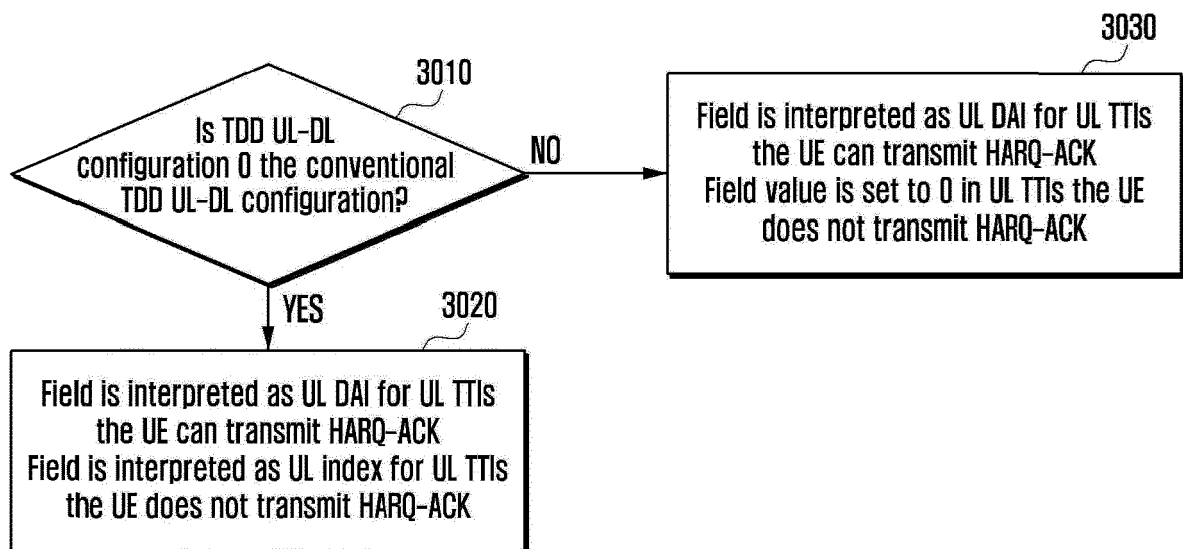 3010
Is TDD UL-DL
configuration 0 the conventional
TDD UL-DL configuration?
NO
3030
Field is interpreted as UL DAI for UL TTIs
the UE can transmit HARQ-ACK
Field value is set to 0 in UL TTIs the UE
does not transmit HARQ-ACK
YES
3020
Field is interpreted as UL DAI for UL TTIs
the UE can transmit HARQ-ACK
Field is interpreted as UL index for UL TTIs
the UE does not transmit HARQ-ACK